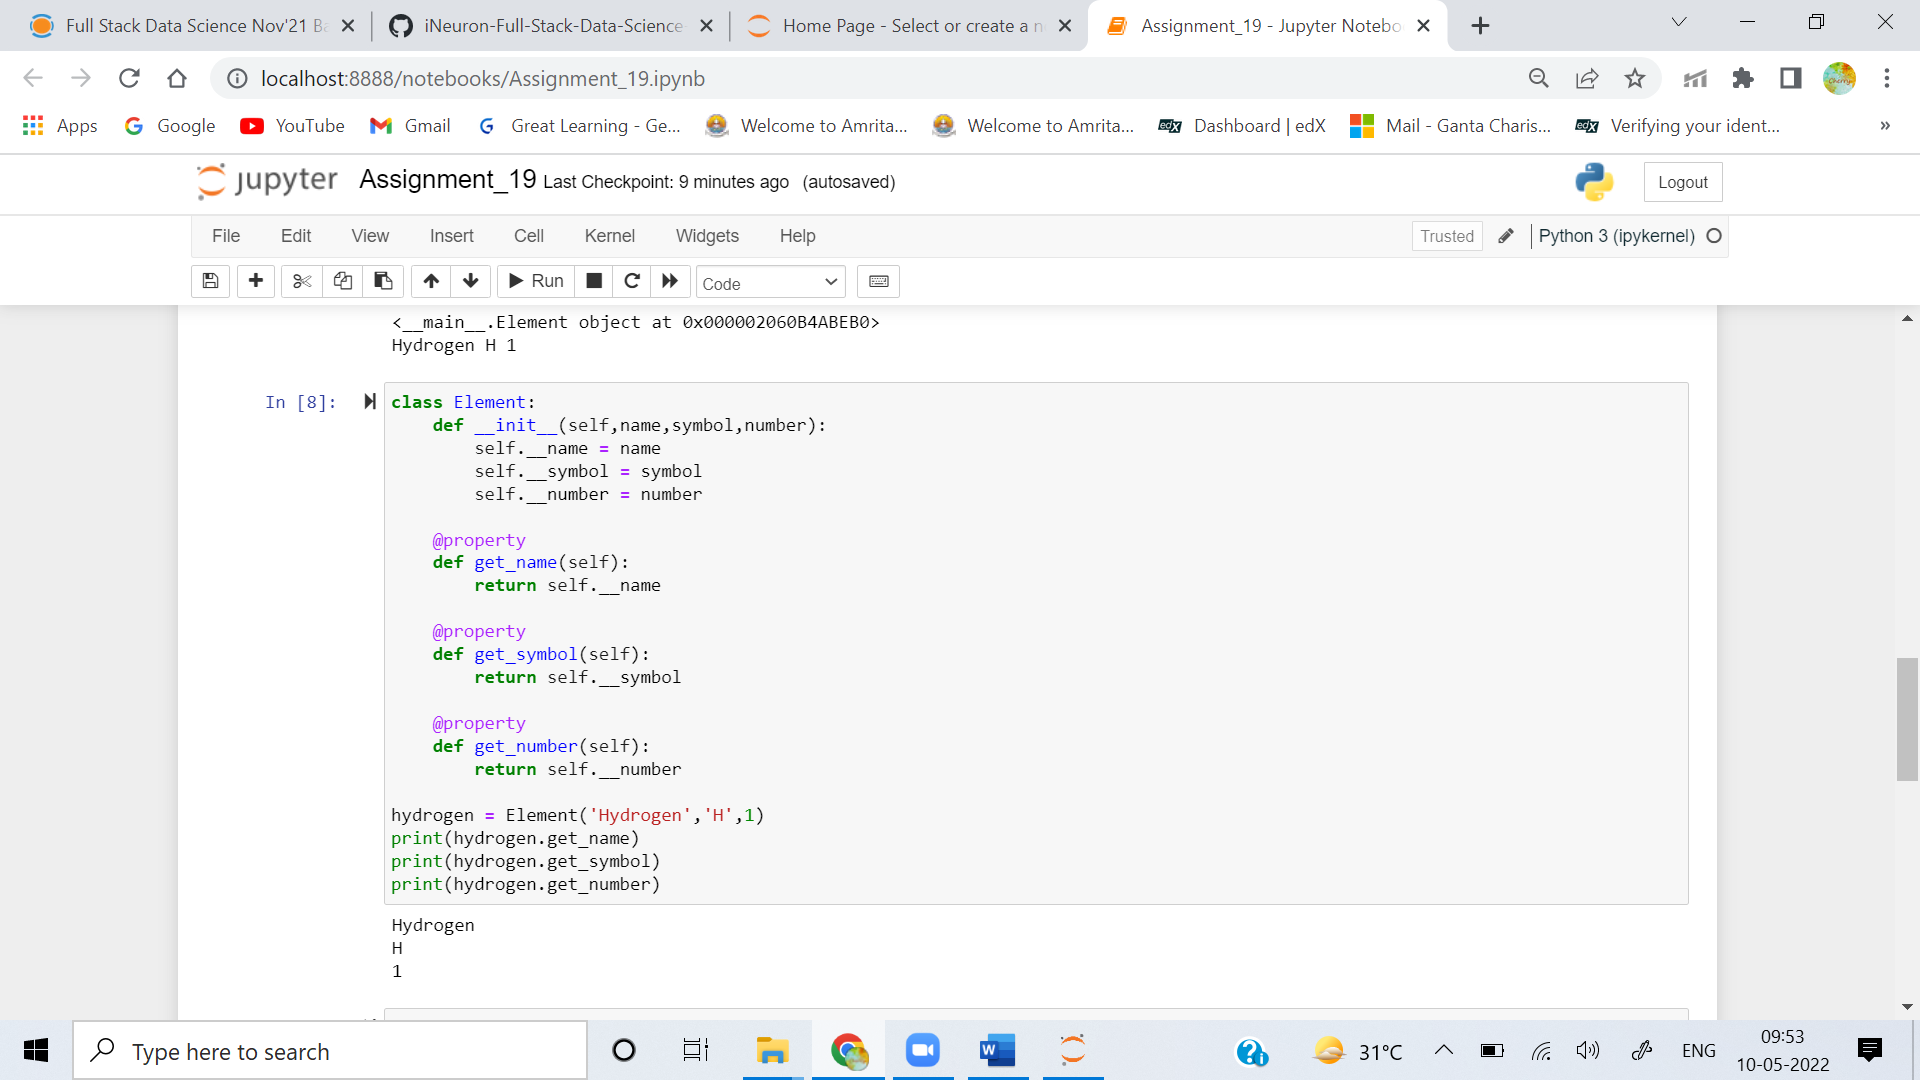 Full Stack Data Science Nov'21 Ba
iNeuron-Full-Stack-Data-Science
Home Page - Select or create a n
Assignment_19 - Jupyter Notebo
localhost:8888/notebooks/Assignment_19.ipynb
Apps Google YouTube Gmail Great Learning - Ge... Welcome to Amrita... Welcome to Amrita... edX Dashboard | edX Mail - Ganta Charis... edX Verifying your ident... »
jupyter Assignment_19 Last Checkpoint: 9 minutes ago (autosaved) Logout
File Edit View Insert Cell Kernel Widgets Help Trusted Python 3 (ipykernel)
Run Code
<__main__.Element object at 0x000002060B4ABEB0>
Hydrogen H 1
In [8]:
class Element:
    def __init__(self,name,symbol,number):
        self.__name = name
        self.__symbol = symbol
        self.__number = number
    @property
    def get_name(self):
        return self.__name
    @property
    def get_symbol(self):
        return self.__symbol
    @property
    def get_number(self):
        return self.__number
hydrogen = Element('Hydrogen','H',1)
print(hydrogen.get_name)
print(hydrogen.get_symbol)
print(hydrogen.get_number)
Hydrogen
H
1
Type here to search
31°C
ENG
09:53
10-05-2022